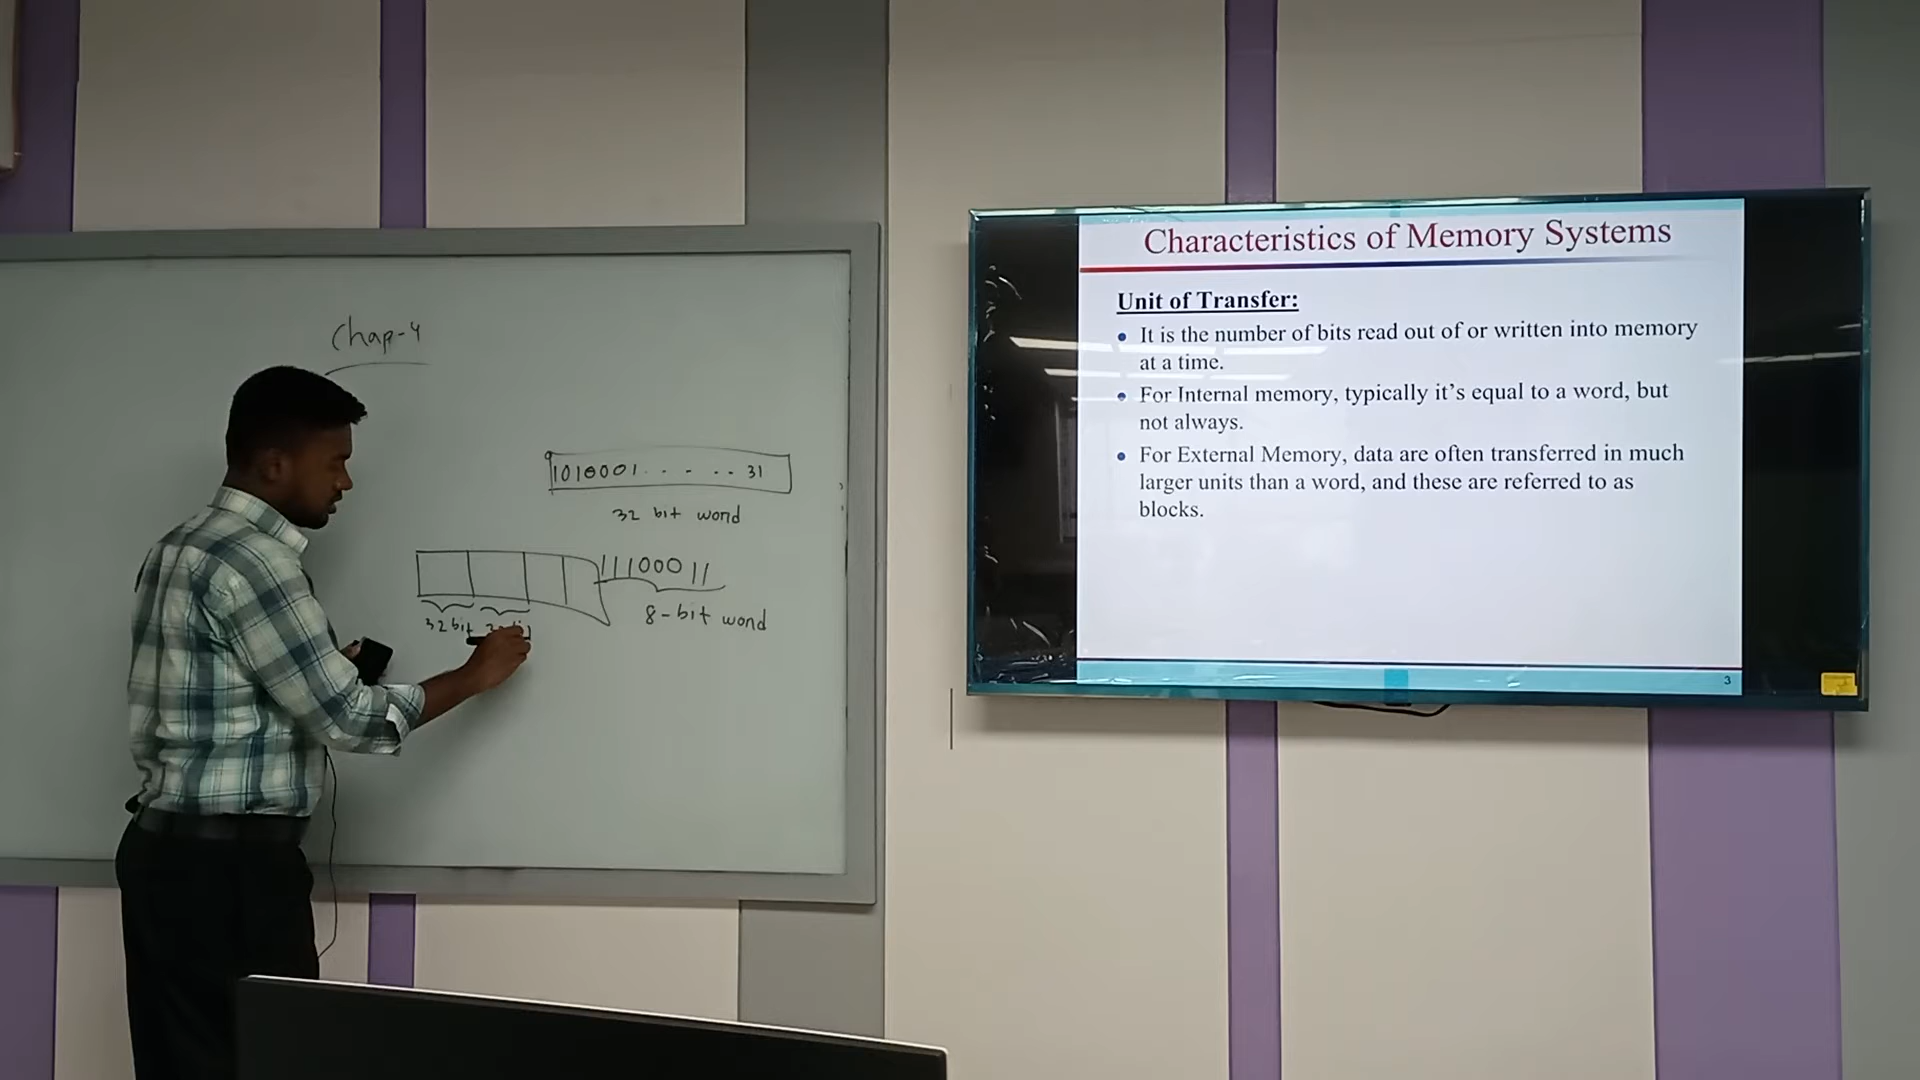 Chap-4
1010001. . - . . 31
32 bit word
11100011
8-bit word
32 bit
Characteristics of Memory Systems
Unit of Transfer:
• It is the number of bits read out of or written into memory
at a time.
• For Internal memory, typically it's equal to a word, but
not always.
• For External Memory, data are often transferred in much
larger units than a word, and these are referred to as
blocks.
3